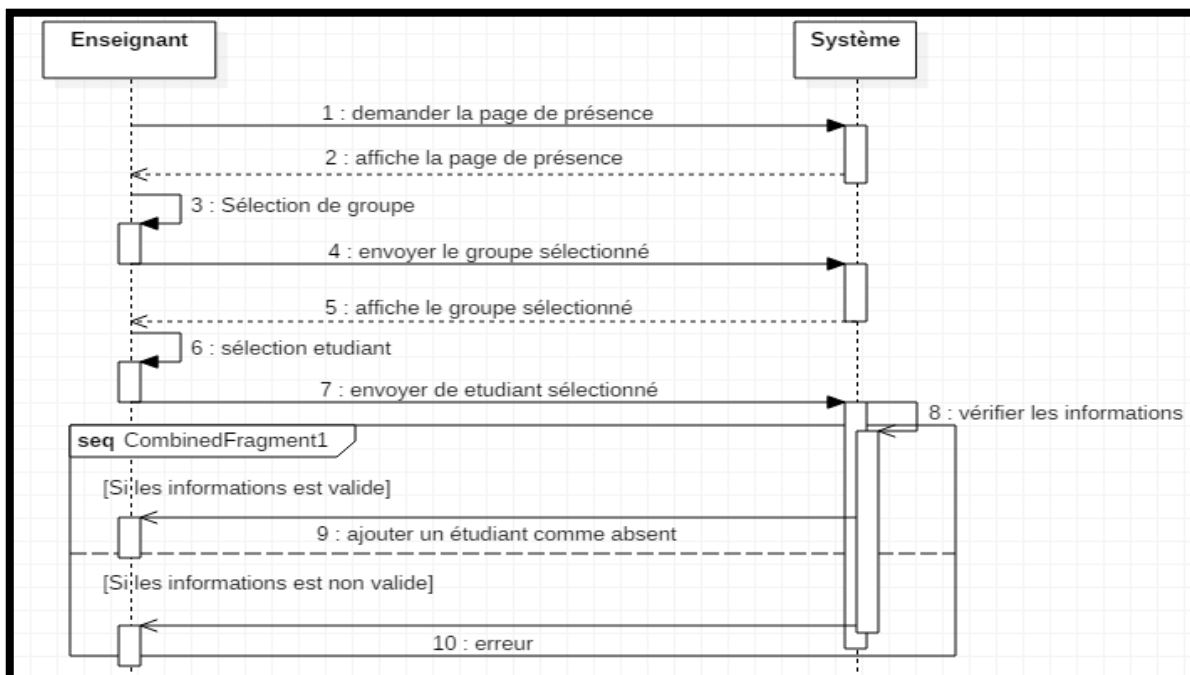 Enseignant
Système
1 : demander la page de présence
2 : affiche la page de présence
3 : Sélection de groupe
4 : envoyer le groupe sélectionné
5 : affiche le groupe sélectionné
6 : sélection etudiant
7 : envoyer de etudiant sélectionné
8 : vérifier les informations
seq CombinedFragment1
[Si les informations est valide]
9 : ajouter un étudiant comme absent
[Si les informations est non valide]
10 : erreur